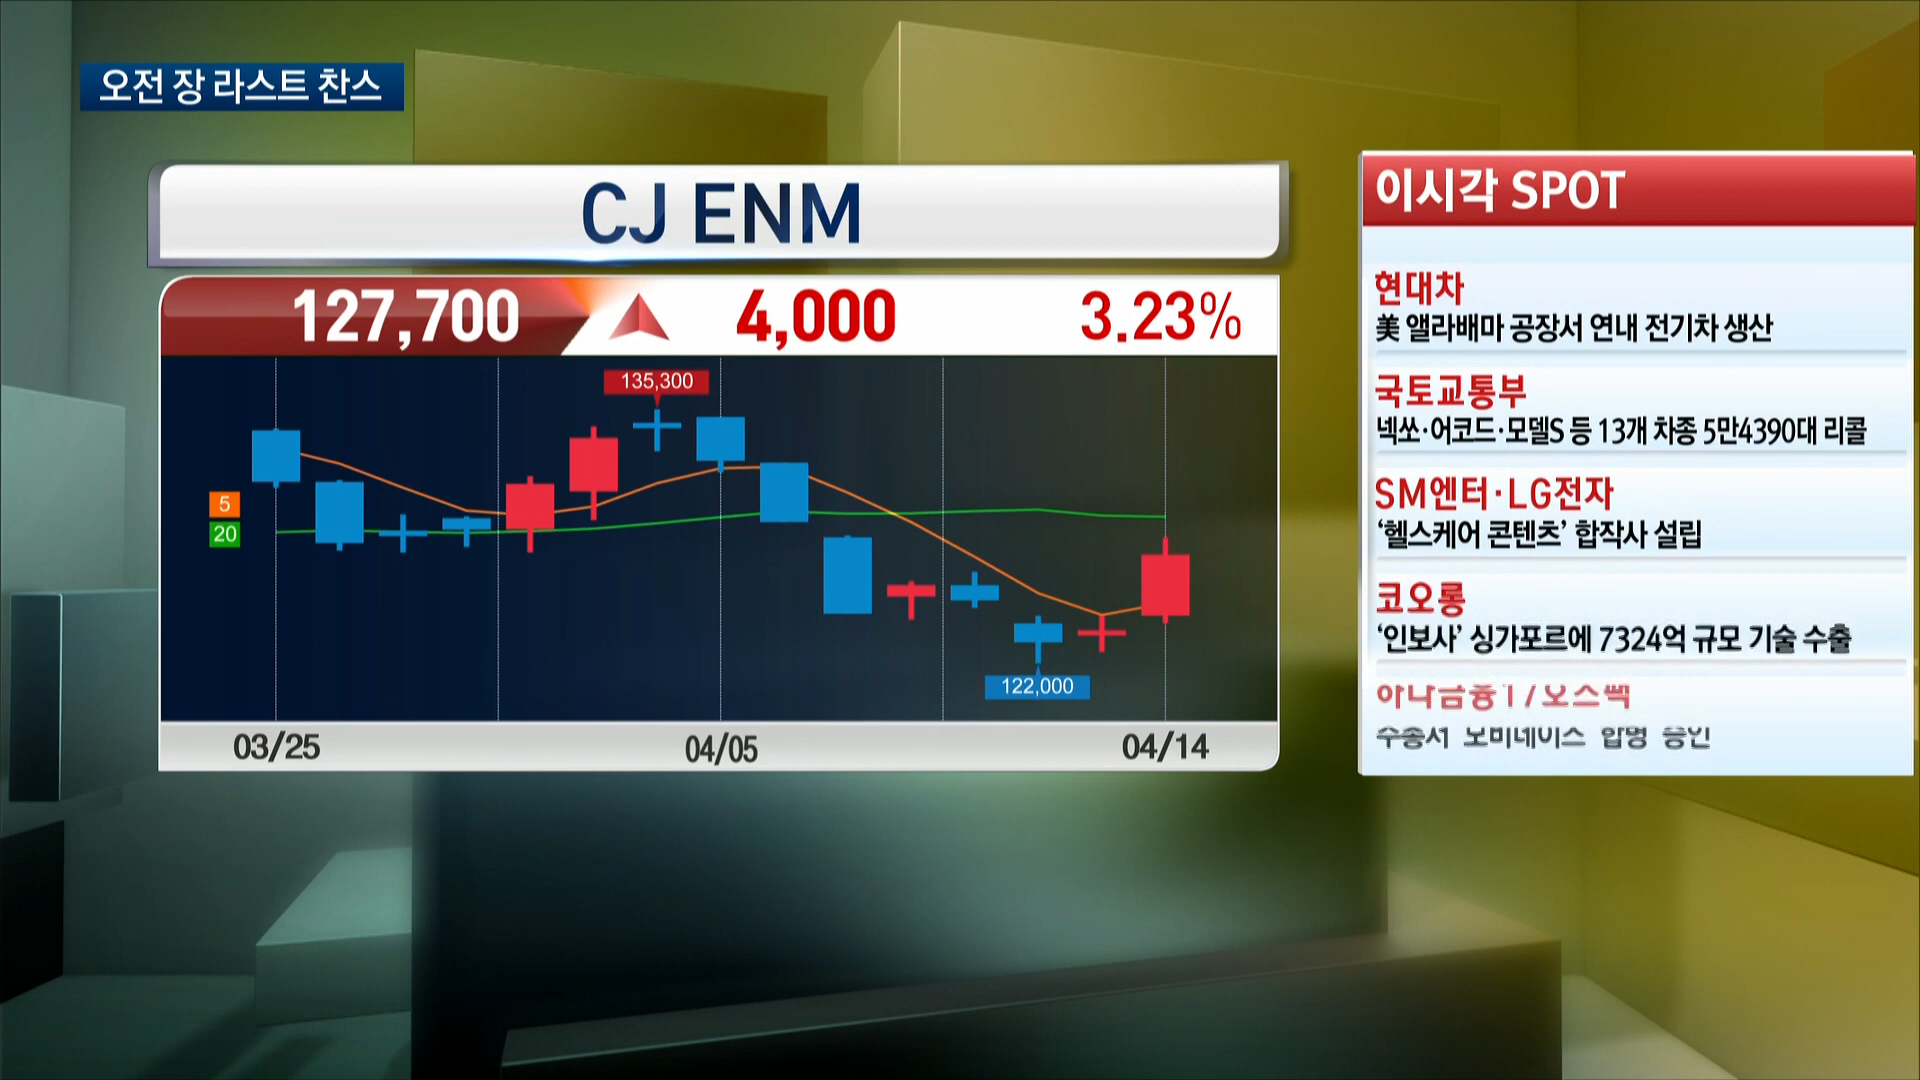 오전 장 라스트 찬스
CJ ENM
127,700 4,000 3.23%
135,300
5
20
122,000
03/25 04/05 04/14
이시각 SPOT
현대차
美 앨라배마 공장서 연내 전기차 생산
국토교통부
넥쏘·어코드·모델S 등 13개 차종 5만4390대 리콜
SM엔터·LG전자
‘헬스케어 콘텐츠’ 합작사 설립
코오롱
‘인보사’ 싱가포르에 7324억 규모 기술 수출